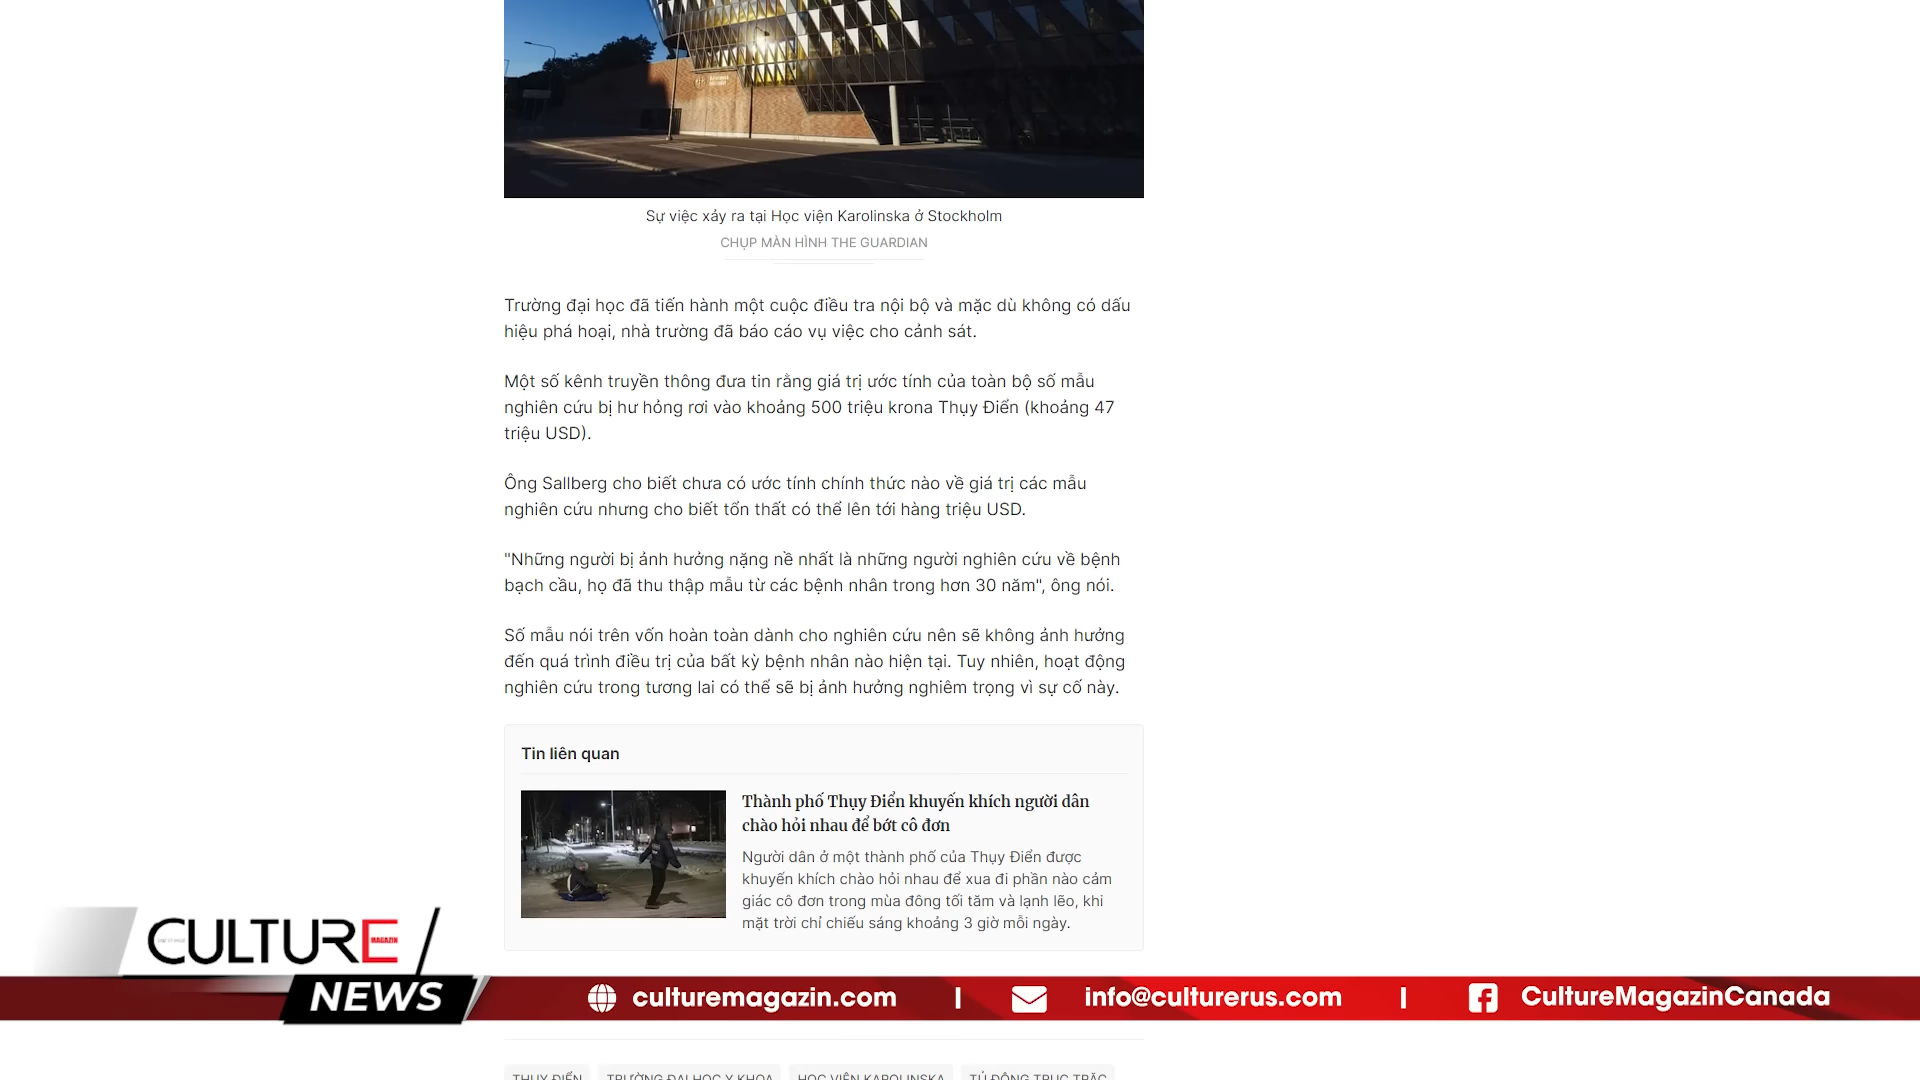 Sự việc xảy ra tại Học viện Karolinska ở Stockholm
CHỤP MÀN HÌNH THE GUARDIAN
Trường đại học đã tiến hành một cuộc điều tra nội bộ và mặc dù không có dấu
hiệu phá hoại, nhà trường đã báo cáo vụ việc cho cảnh sát.
Một số kênh truyền thông đưa tin rằng giá trị ước tính của toàn bộ số mẫu
nghiên cứu bị hư hỏng rơi vào khoảng 500 triệu krona Thụy Điển (khoảng 47
triệu USD).
Ông Sallberg cho biết chưa có ước tính chính thức nào về giá trị các mẫu
nghiên cứu nhưng cho biết tổn thất có thể lên tới hàng triệu USD.
"Những người bị ảnh hưởng nặng nề nhất là những người nghiên cứu về bệnh
bạch cầu, họ đã thu thập mẫu từ các bệnh nhân trong hơn 30 năm", ông nói.
Số mẫu nói trên vốn hoàn toàn dành cho nghiên cứu nên sẽ không ảnh hưởng
đến quá trình điều trị của bất kỳ bệnh nhân nào hiện tại. Tuy nhiên, hoạt động
nghiên cứu trong tương lai có thể sẽ bị ảnh hưởng nghiêm trọng vì sự cố này.
Tin liên quan
Thành phố Thụy Điển khuyến khích người dân
chào hỏi nhau để bớt cô đơn
Người dân ở một thành phố của Thụy Điển được
khuyến khích chào hỏi nhau để xua đi phần nào cảm
giác cô đơn trong mùa đông tối tăm và lạnh lẽo, khi
mặt trời chỉ chiếu sáng khoảng 3 giờ mỗi ngày.
CULTURE
MAGAZIN
NEWS
culturemagazin.com
info@culturerus.com
CultureMagazinCanada
THỤY ĐIỂN
TRƯỜNG ĐẠI HỌC Y KHOA
HỌC VIỆN KAROLINSKA
TỦ ĐÔNG TRỤC TRẶC